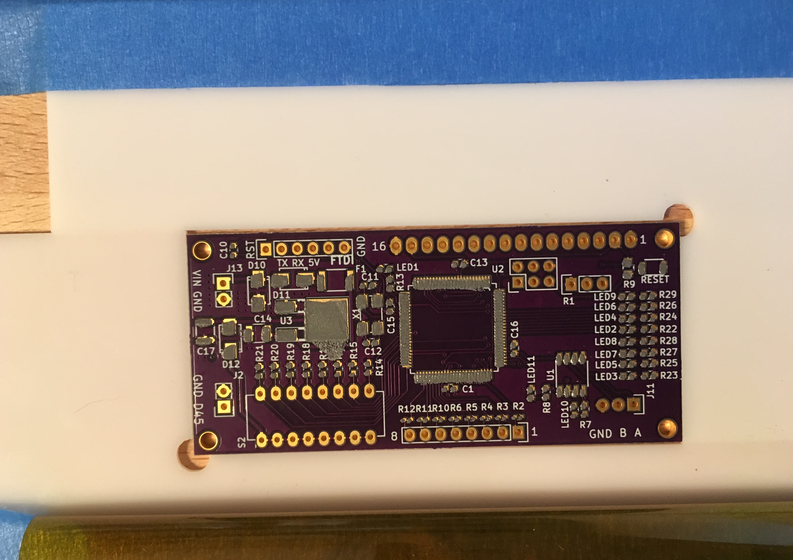 C10
RST
TX RX 5V
FTDI
GND
16
1
J13
D10
F1
LED1
C13
U2
C11
R13
R9
RESET
VIN GND
D11
R1
LED9 R29
LED6 R26
LED4 R24
LED2 R22
LED8 R28
LED7 R27
LED5 R25
LED3 R23
C14
U3
X1
C15
C16
C17
D12
C12
R21
R20
R19
R18
R15
R14
J2
C1
LED11
U1
R8
LED10
R7
J11
GND D45
R12 R11 R10 R6 R5 R4 R3 R2
S2
8
1
GND B A